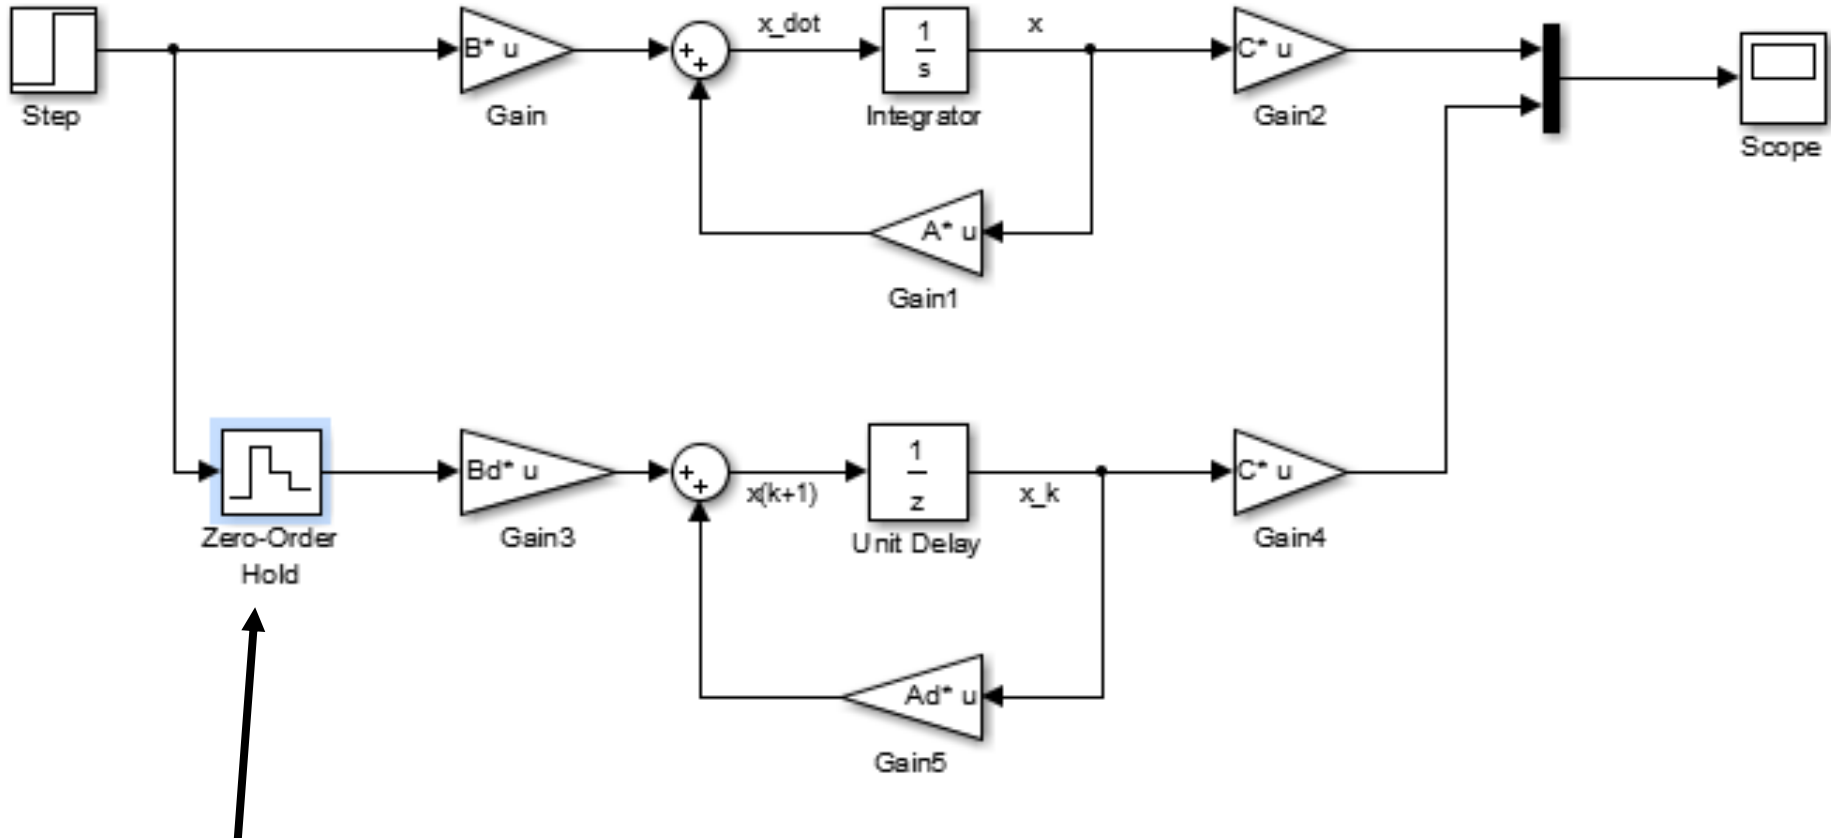 B* u
+
+
x_dot
1
s
x
C* u
Step
Gain
Integrator
Gain2
Scope
A* u
Gain1
Bd* u
+
+
x(k+1)
1
z
x_k
C* u
Zero-Order
Hold
Gain3
Unit Delay
Gain4
Ad* u
Gain5